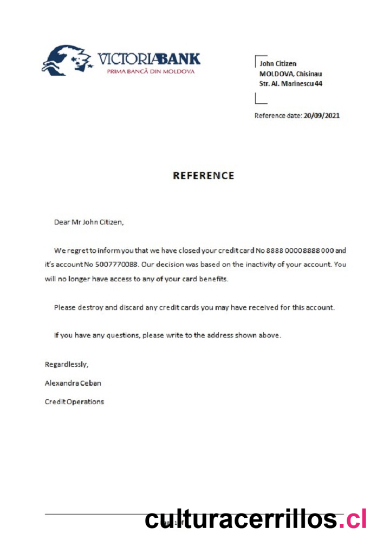 VICTORIABANK
PRIMA BANCĂ DIN MOLDOVA
John Citizen
MOLDOVA, Chisinau
Str. Al. Marinescu 44
Reference date: 20/09/2021
REFERENCE
Dear Mr John Citizen,
We regret to inform you that we have closed your credit card No 8888 0000 8888 000 and
it's account No 5007770088. Our decision was based on the inactivity of your account. You
will no longer have access to any of your card benefits.
Please destroy and discard any credit cards you may have received for this account.
If you have any questions, please write to the address shown above.
Regardlessly,
Alexandra Ceban
Credit Operations
culturacerrillos.cl